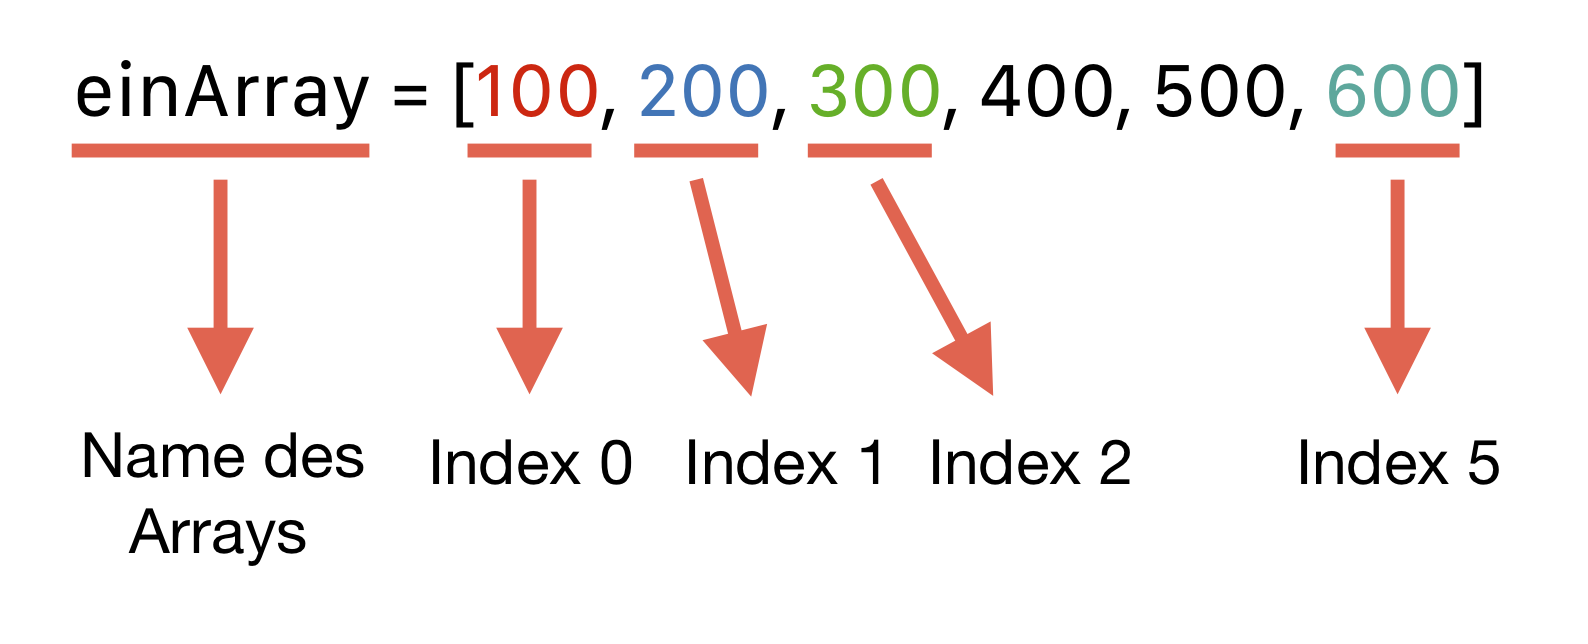 einArray = [100, 200, 300, 400, 500, 600]
Name des Arrays
Index 0
Index 1
Index 2
Index 5